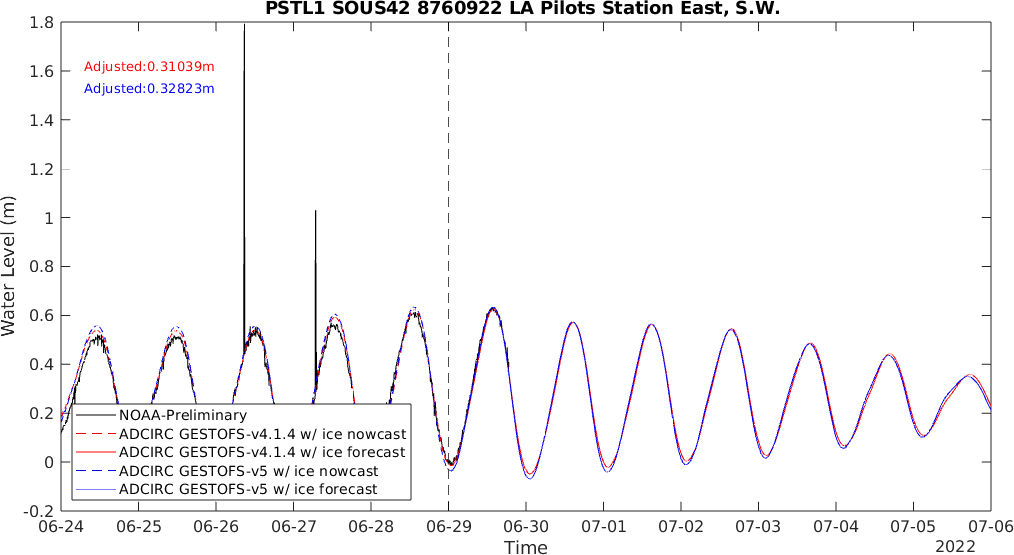 PSTL1 SOUS42 8760922 LA Pilots Station East, S.W.
Adjusted:0.31039m
Adjusted:0.32823m
Water Level (m)
1.8
1.6
1.4
1.2
1
0.8
0.6
0.4
0.2
0
-0.2
NOAA-Preliminary
ADCIRC GESTOFS-v4.1.4 w/ ice nowcast
ADCIRC GESTOFS-v4.1.4 w/ ice forecast
ADCIRC GESTOFS-v5 w/ ice nowcast
ADCIRC GESTOFS-v5 w/ ice forecast
06-24 06-25 06-26 06-27 06-28 06-29 06-30 07-01 07-02 07-03 07-04 07-05 07-06
Time
2022